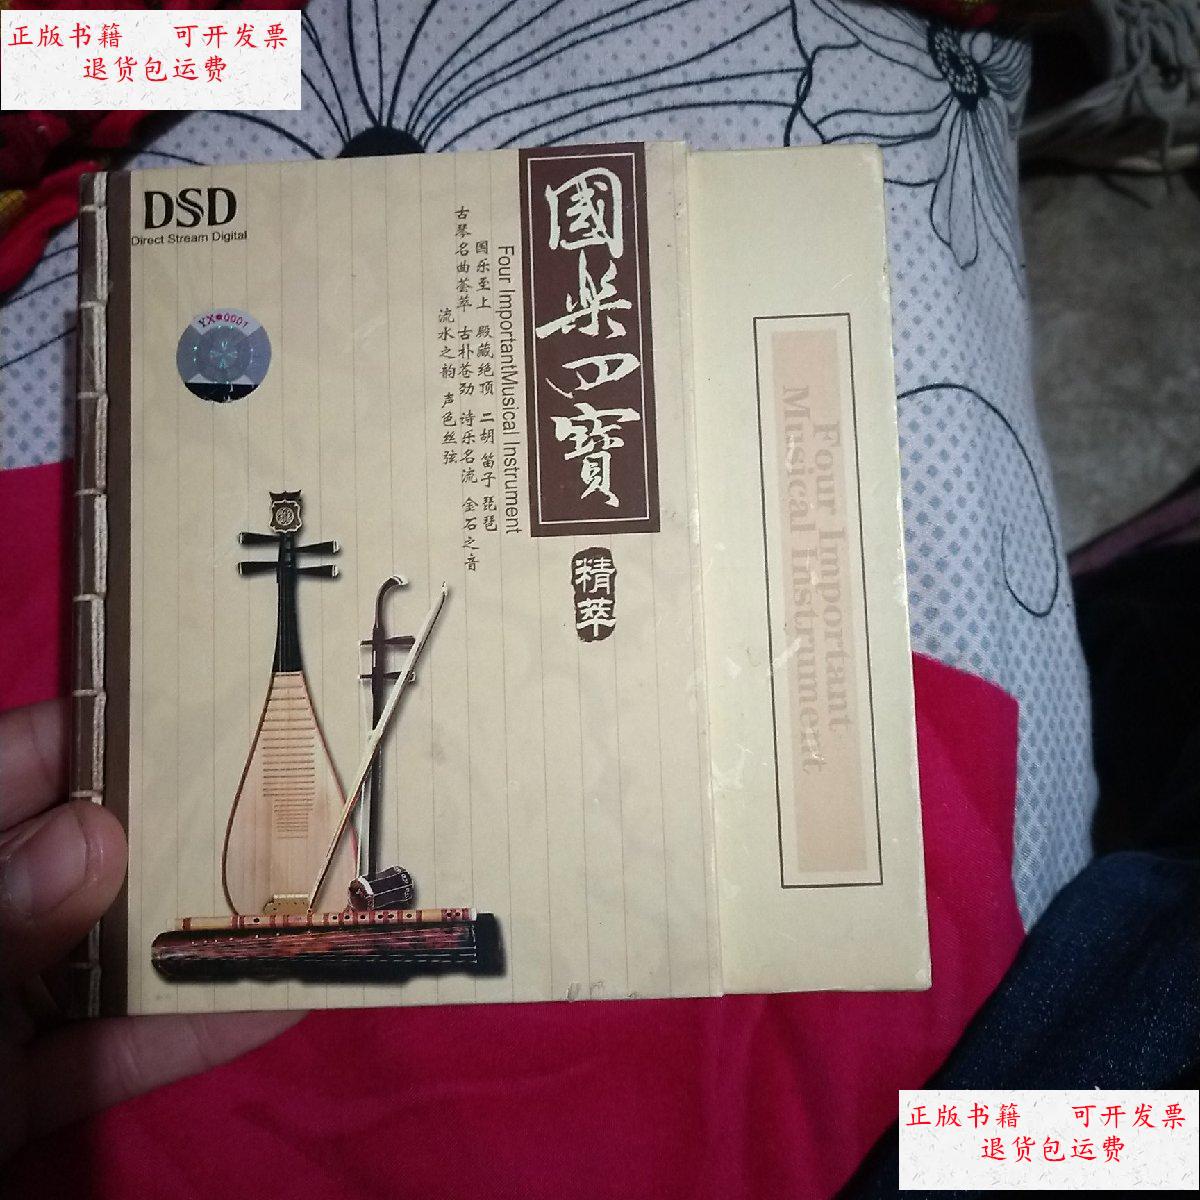 正版书籍 可开发票
退货包运费
DSD
Direct Stream Digital
YX●0001
國樂四寶
精萃
Four ImportantMusical Instrument
国乐至上 殿藏绝顶 二胡 笛子 琵琶
古琴名曲荟萃 古朴苍劲 诗乐名流 金石之音
流水之韵 声色丝弦
Four Important
Musical Instrument
正版书籍 可开发票
退货包运费